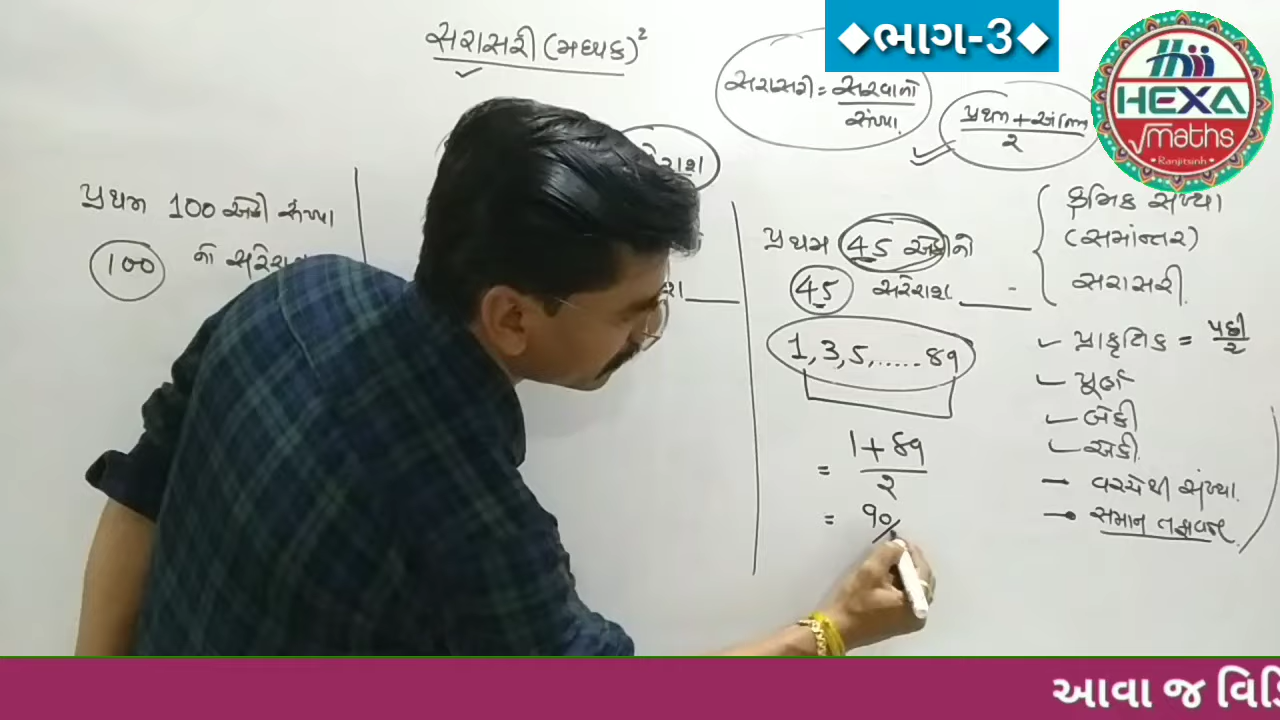 ◆ભાગ-3◆
HEXA
maths
Ranjitsinh
સરાસરી (મધ્યક)²
સરાસરી = સરવાળો
સંખ્યા
પ્રથમ + અંતિમ
2
પ્રથમ 100 એકી સંખ્યા
100 ની સરેરાશ
પ્રથમ 45 એકીની
45 સરેરાશ ____
1, 3, 5, ..... 89
= 1 + 89
2
= 90
ક્રમિક સંખ્યા
(સમાંન્તર)
સરાસરી.
પ્રાકૃતિક = પછી
2
પૂર્ણ
બેકી
એકી.
વચ્ચેથી સંખ્યા.
સમાન તફાવત
આવા જ